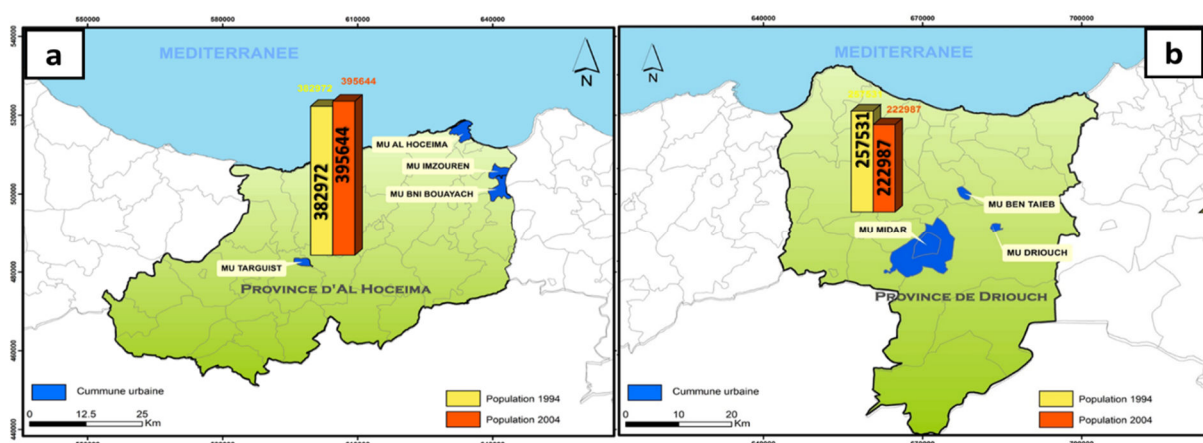 a
MEDITERRANEE
N
382972
395644
382972
395644
MU AL HOCEIMA
MU IMZOUREN
MU BNI BOUAYACH
MU TARGUIST
PROVINCE D'AL HOCEIMA
Cummune urbaine
0 12.5 25
Km
Population 1994
Population 2004
580000 610000 640000
540000
520000
500000
480000
460000
440000
b
640000 670000 700000
MEDITERRANEE
N
222987
257531
222987
MU BEN TAIEB
MU MIDAR
MU DRIOUCH
PROVINCE DE DRIOUCH
Cummune urbaine
0 10 20
Km
Population 1994
Population 2004